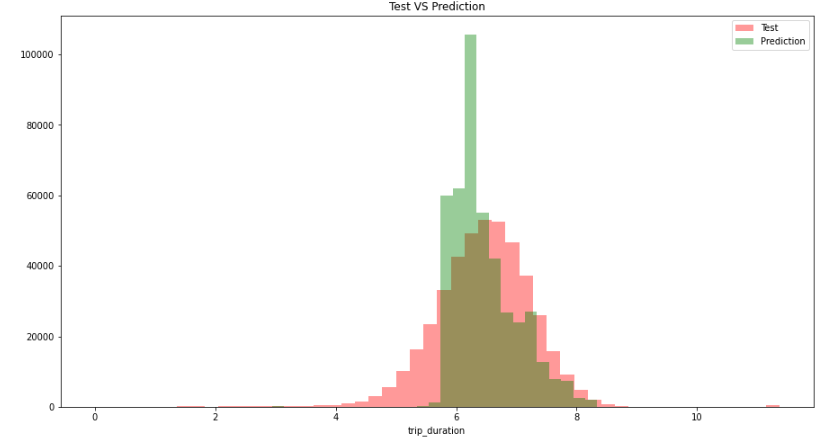 Test VS Prediction
Test
Prediction
100000
80000
60000
40000
20000
0
0 2 4 6 8 10
trip_duration